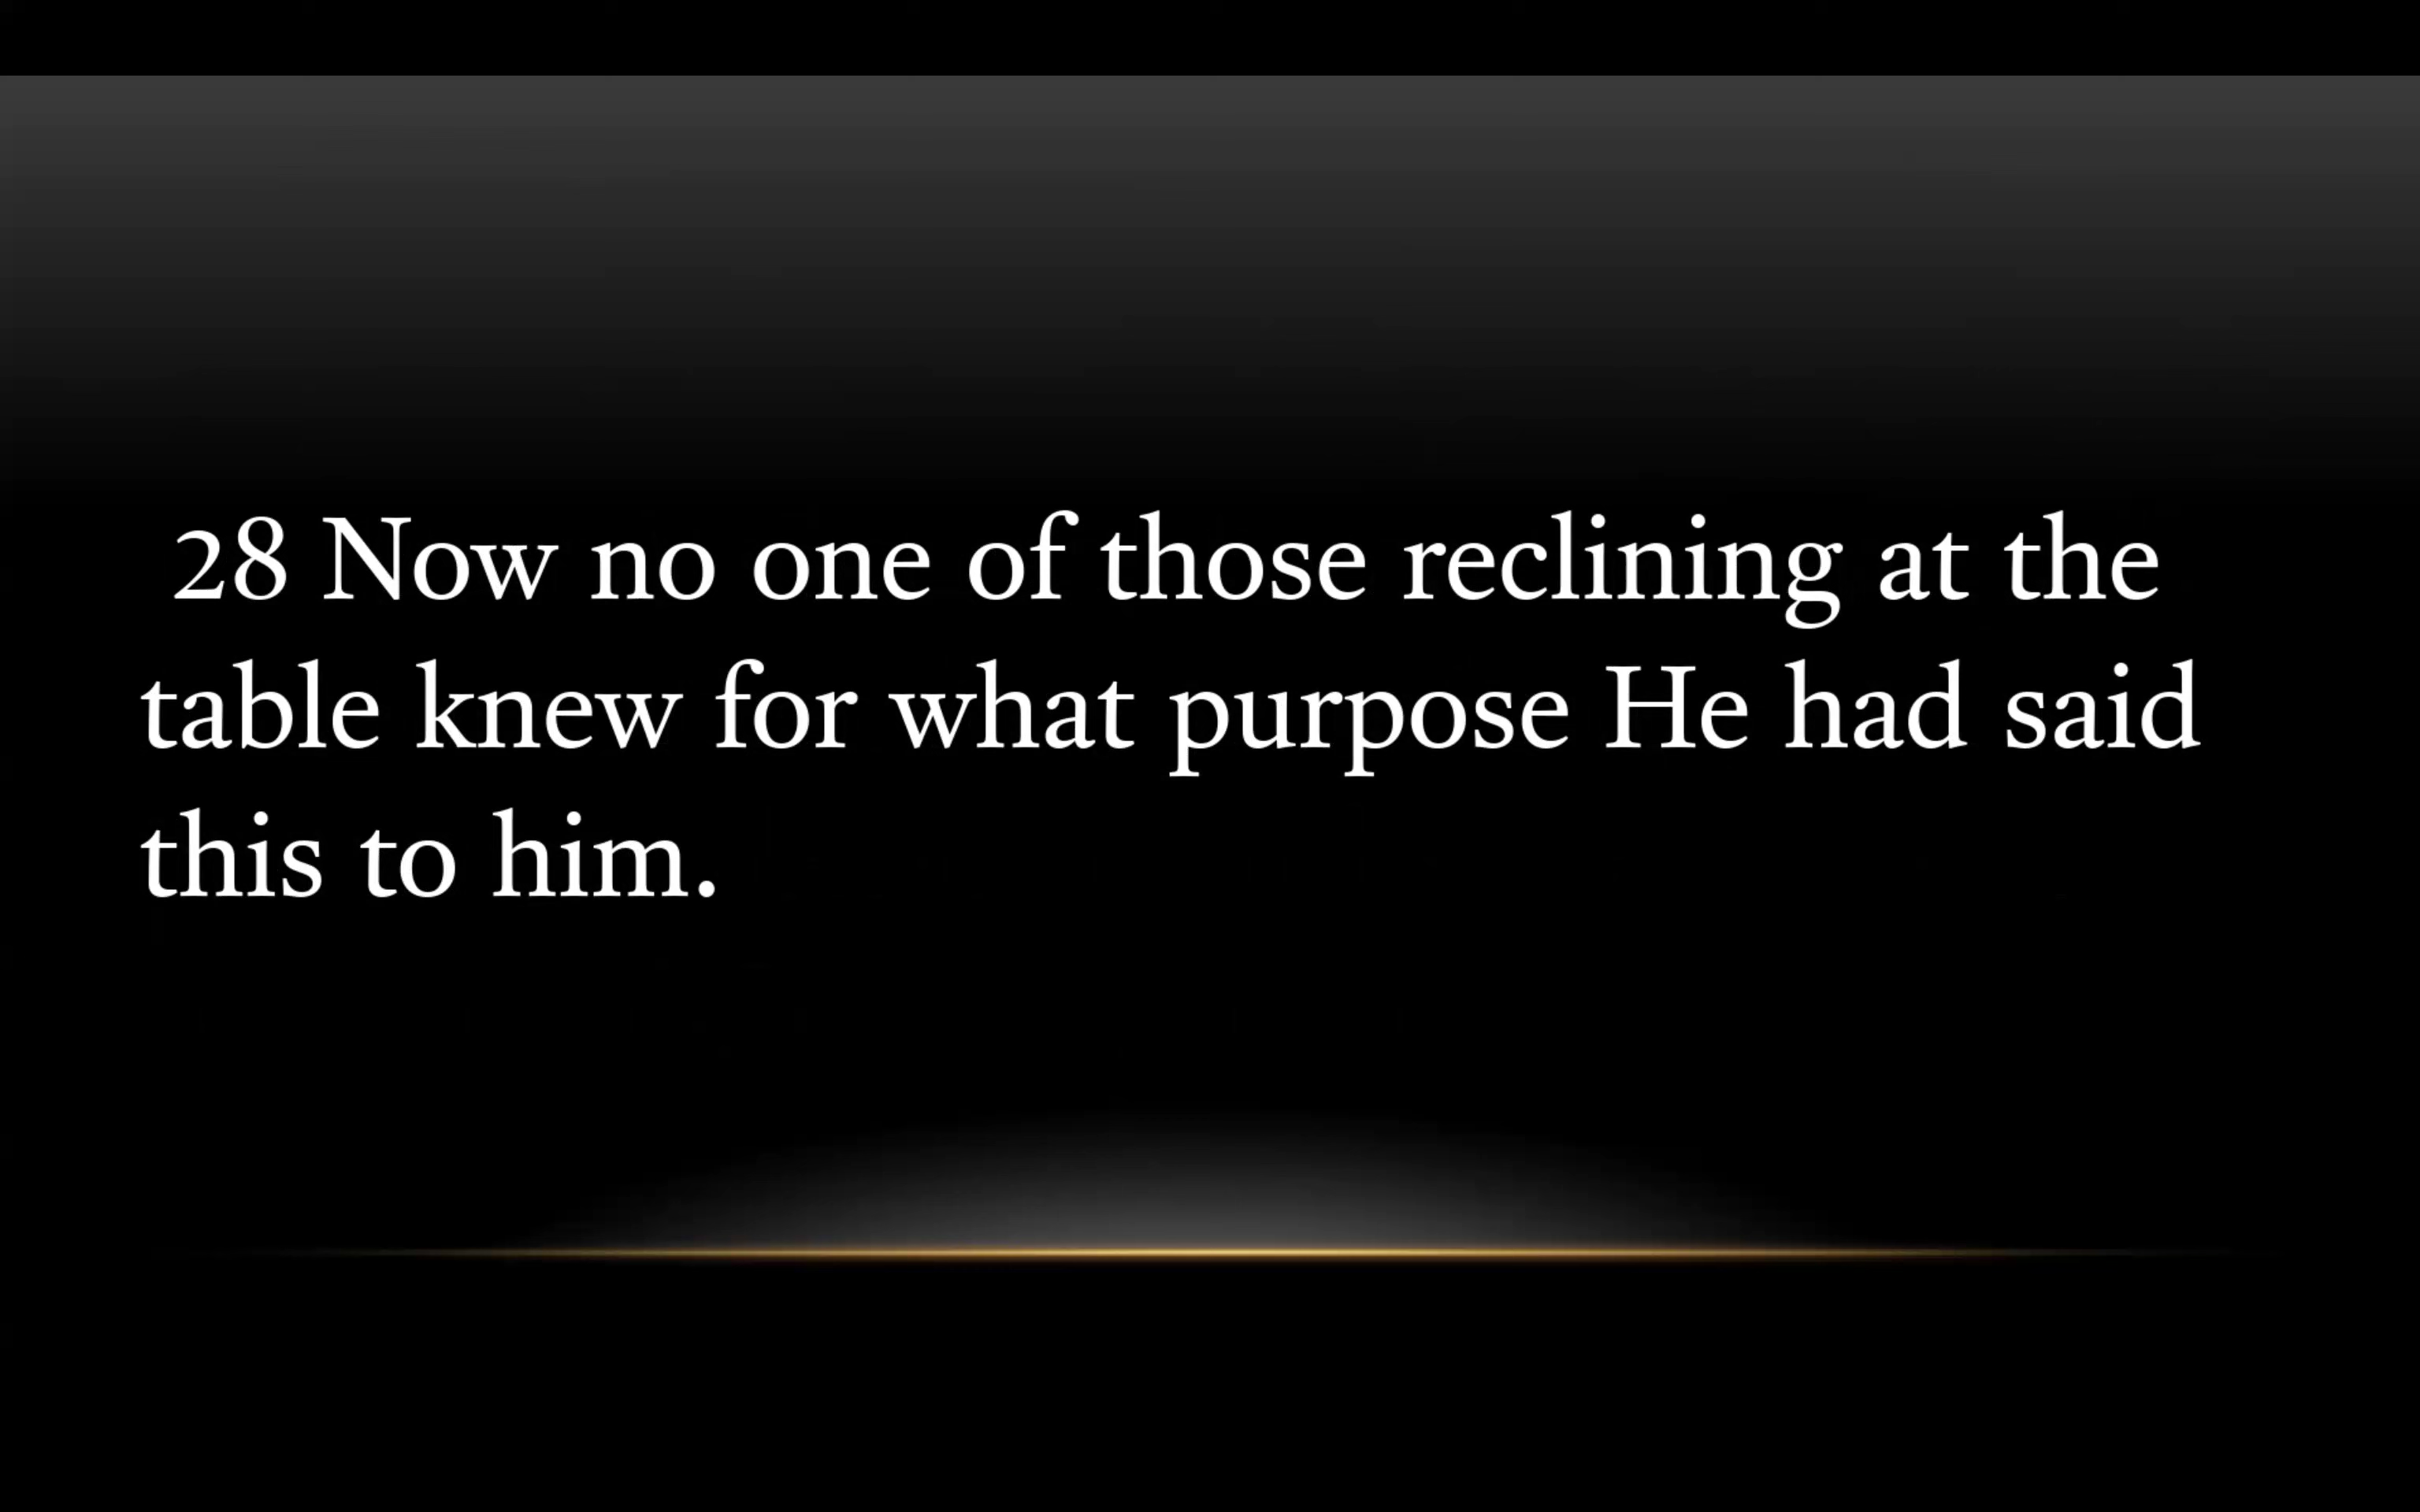 28 Now no one of those reclining at the
table knew for what purpose He had said
this to him.